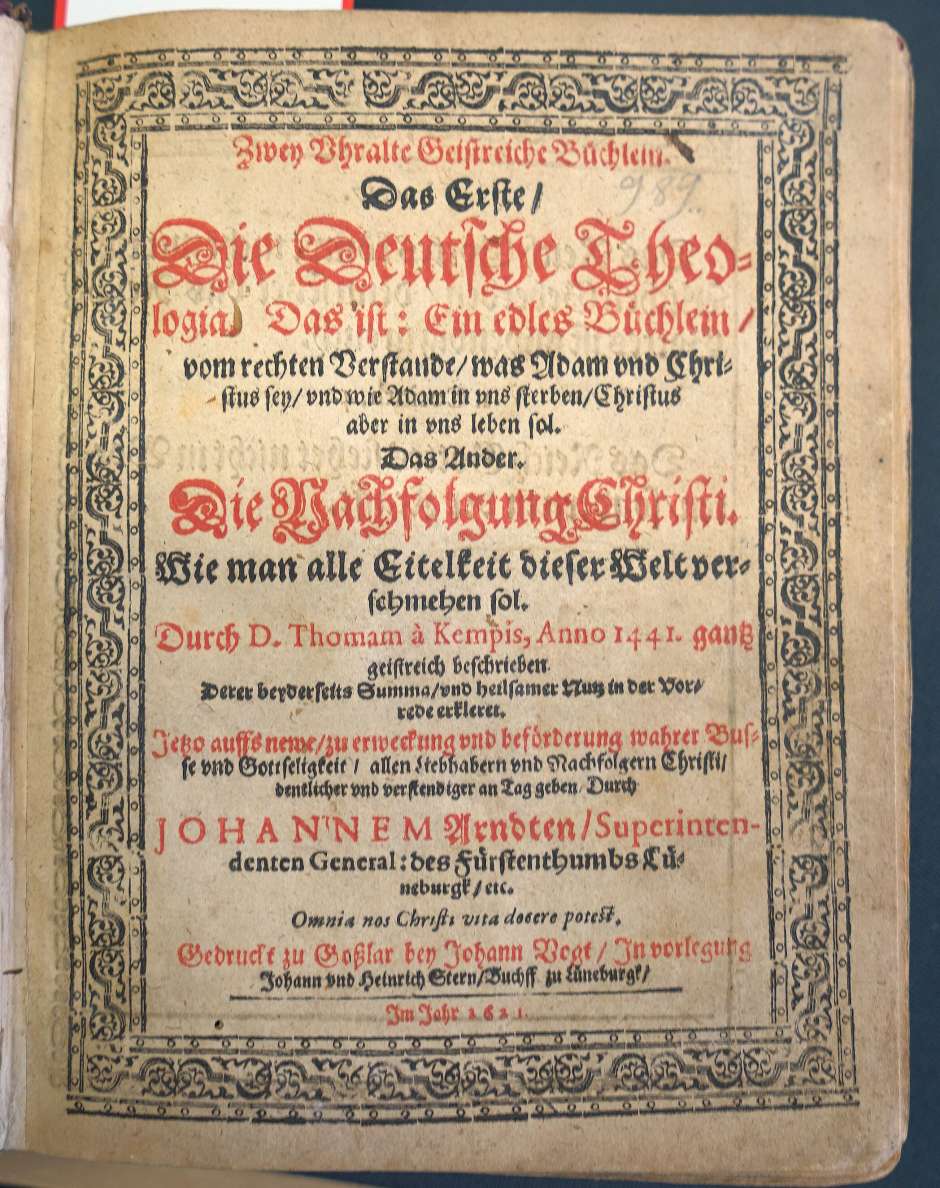 Zwey Vhralte Geistreiche Büchlein.
989.
Das Erste/
Die Deutsche Theo-
logia. Das ist: Ein edles Büchlein/
vom rechten Verstande/ was Adam vnd Chri-
stus sey/ vnd wie Adam in vns sterben/ Christus
aber in vns leben sol.
Das Ander.
Die Nachfolgung Christi.
Wie man alle Eitelkeit dieser Welt ver-
schmehen sol.
Durch D. Thomam à Kempis, Anno 1441. gantz
geistreich beschrieben.
Derer beyderseits Summa/ vnd heilsamer Nutz in der Vor-
rede erkleret.
Jetzo auffs newe/ zu erweckung vnd beförderung wahrer Bus-
se vnd Gottseligkeit/ allen Liebhabern vnd Nachfolgern Christi/
deutlicher vnd verstendiger an Tag geben/ Durch
JOHANNEM Arndten/ Superinten-
denten General: des Fürstenthumbs Lü-
neburgk/ etc.
Omnia nos Christi vita docere potest.
Gedruckt zu Goßlar bey Johann Vogt/ In vorlegung
Johann vnd Heinrich Stern/ Buchff zu Lüneburgk/
Im Jahr 1621.